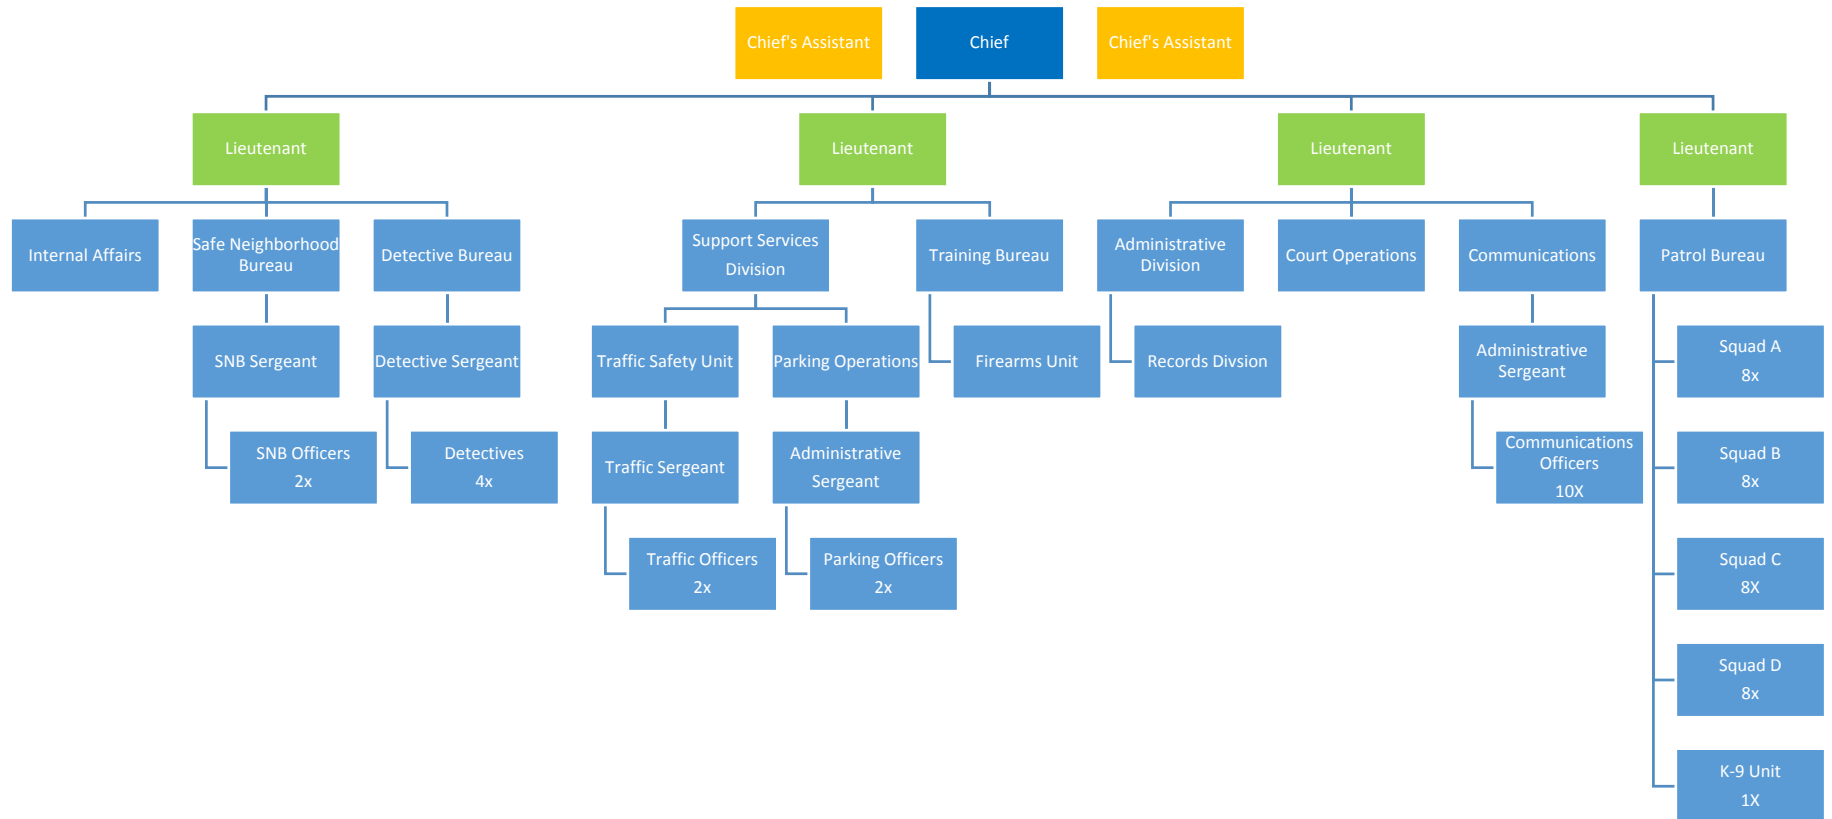 Chief's Assistant
Chief
Chief's Assistant
Lieutenant
Lieutenant
Lieutenant
Lieutenant
Internal Affairs
Safe Neighborhood
Bureau
Detective Bureau
Support Services
Division
Training Bureau
Administrative
Division
Court Operations
Communications
Patrol Bureau
SNB Sergeant
Detective Sergeant
Traffic Safety Unit
Parking Operations
Firearms Unit
Records Divsion
Administrative
Sergeant
Squad A
8x
SNB Officers
2x
Detectives
4x
Traffic Sergeant
Administrative
Sergeant
Communications
Officers
10X
Squad B
8x
Traffic Officers
2x
Parking Officers
2x
Squad C
8X
Squad D
8x
K-9 Unit
1X